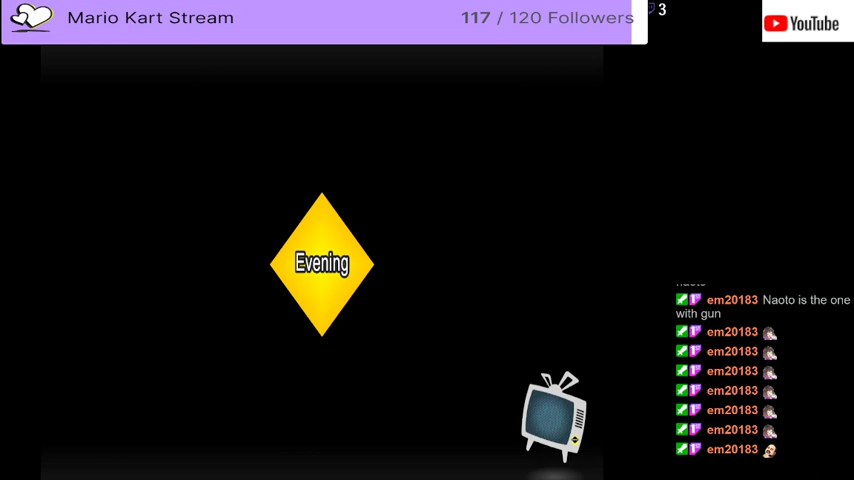 Mario Kart Stream
117 / 120 Followers
3
YouTube
Evening
em20183 Naoto is the one
with gun
em20183
em20183
em20183
em20183
em20183
em20183
em20183